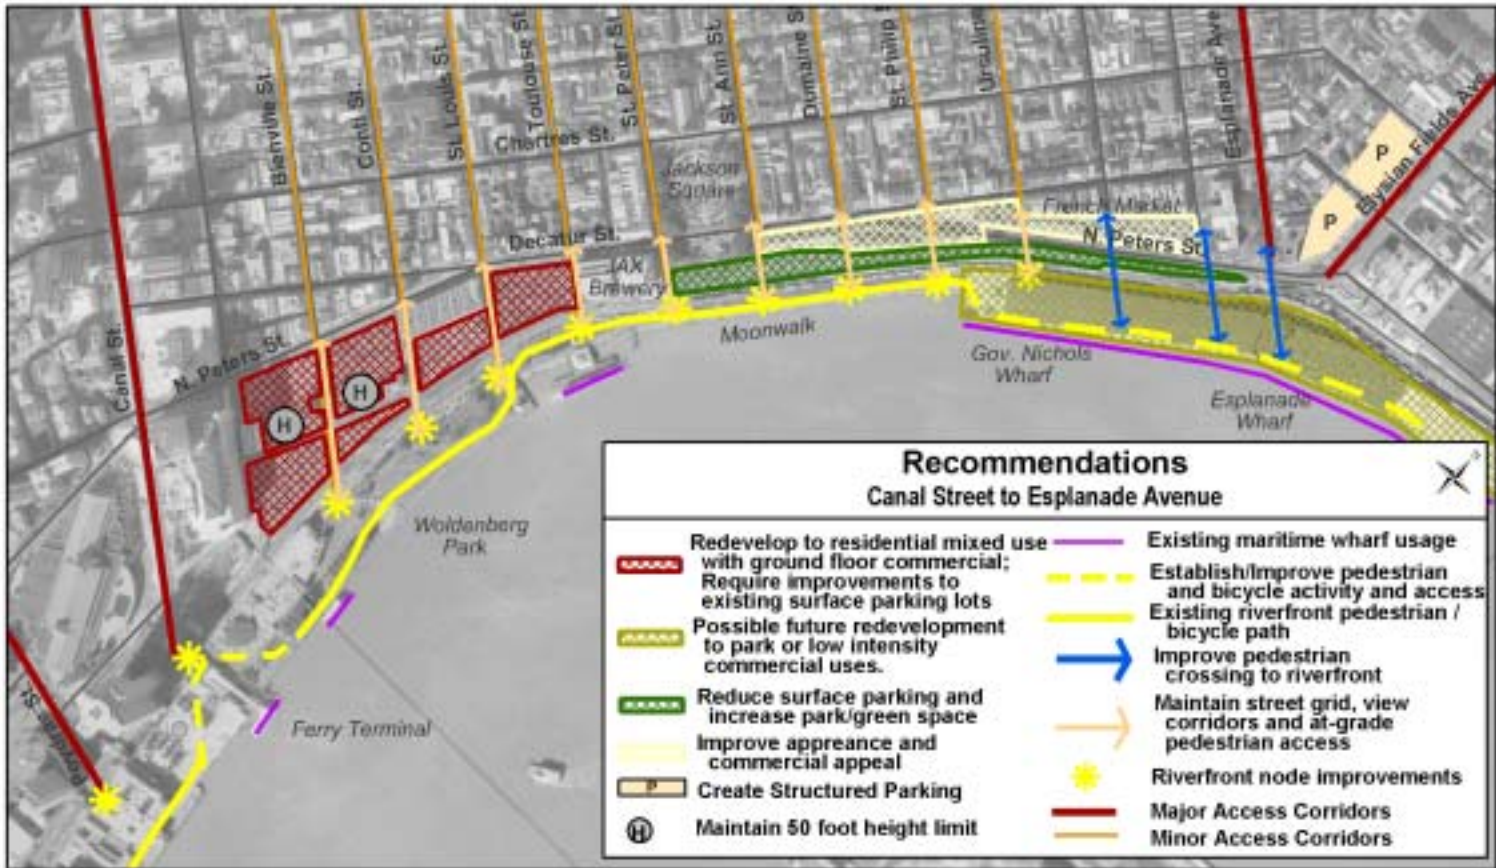 Bienville St.
Conti St.
St. Louis St.
Toulouse St.
St. Peter St.
St. Ann St.
Dumaine St.
St. Phillip
Ursuline
Esplanade Ave
Elysian Fields Ave
Chartres St.
Jackson
Square
P
P
French Market
N. Peters St
Decatur St.
JAX
Brewery
Moonwalk
Gov. Nichols
Wharf
Esplanade
Wharf
N. Peters St.
Canal St.
H
H
Woldenberg
Park
Ferry Terminal
Poydras St
Recommendations
Canal Street to Esplanade Avenue
Redevelop to residential mixed use
with ground floor commercial;
Require improvements to
existing surface parking lots
Possible future redevelopment
to park or low intensity
commercial uses.
Reduce surface parking and
increase park/green space
Improve appreance and
commercial appeal
P
Create Structured Parking
H
Maintain 50 foot height limit
Existing maritime wharf usage
Establish/Improve pedestrian
and bicycle activity and access
Existing riverfront pedestrian /
bicycle path
Improve pedestrian
crossing to riverfront
Maintain street grid, view
corridors and at-grade
pedestrian access
Riverfront node improvements
Major Access Corridors
Minor Access Corridors